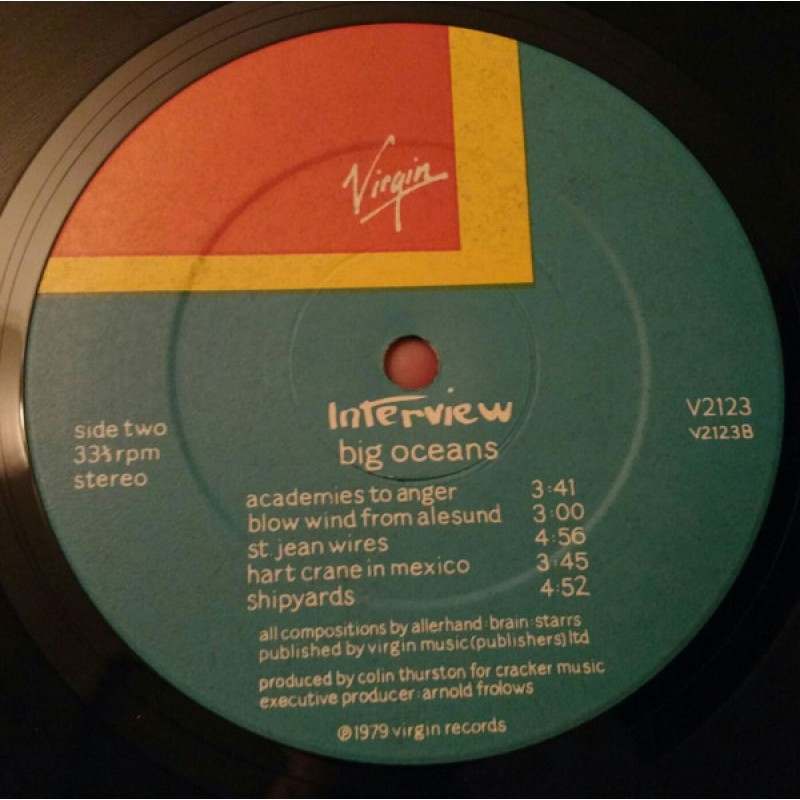 Virgin
Interview
big oceans
side two
33⅓rpm
stereo
V2123
V2123B
academies to anger 3:41
blow wind from alesund 3:00
st. jean wires 4:56
hart crane in mexico 3:45
shipyards 4:52
all compositions by allerhand:brain:starrs
published by virgin music(publishers)ltd
produced by colin thurston for cracker music
executive producer:arnold frolows
℗1979 virgin records